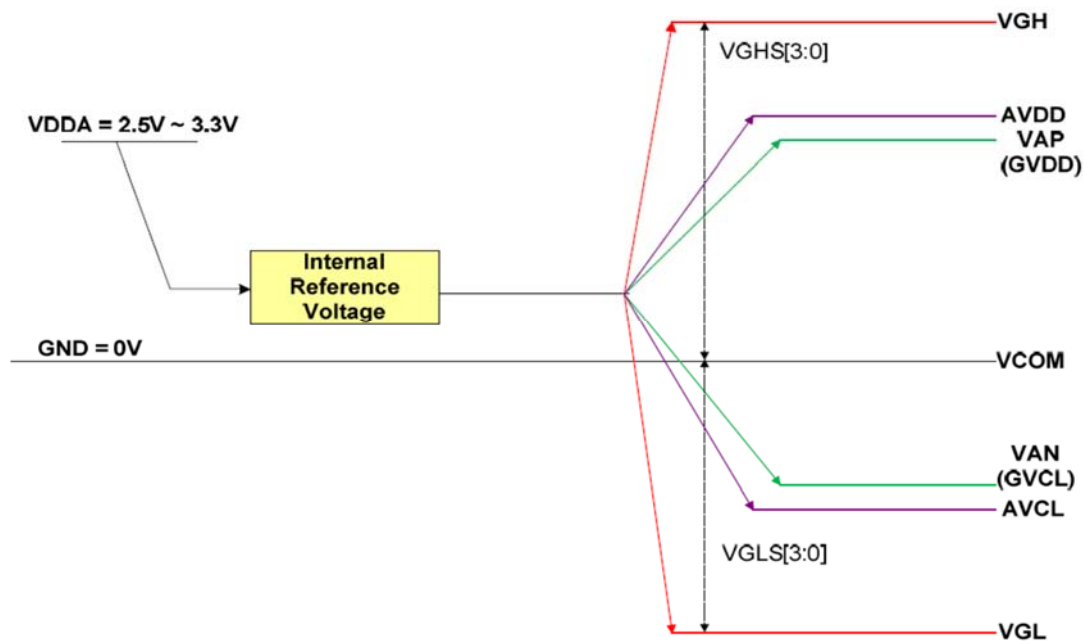 VGH
VGHS[3:0]
VDDA = 2.5V ~ 3.3V
AVDD
VAP
(GVDD)
Internal
Reference
Voltage
GND = 0V
VCOM
VAN
(GVCL)
AVCL
VGLS[3:0]
VGL